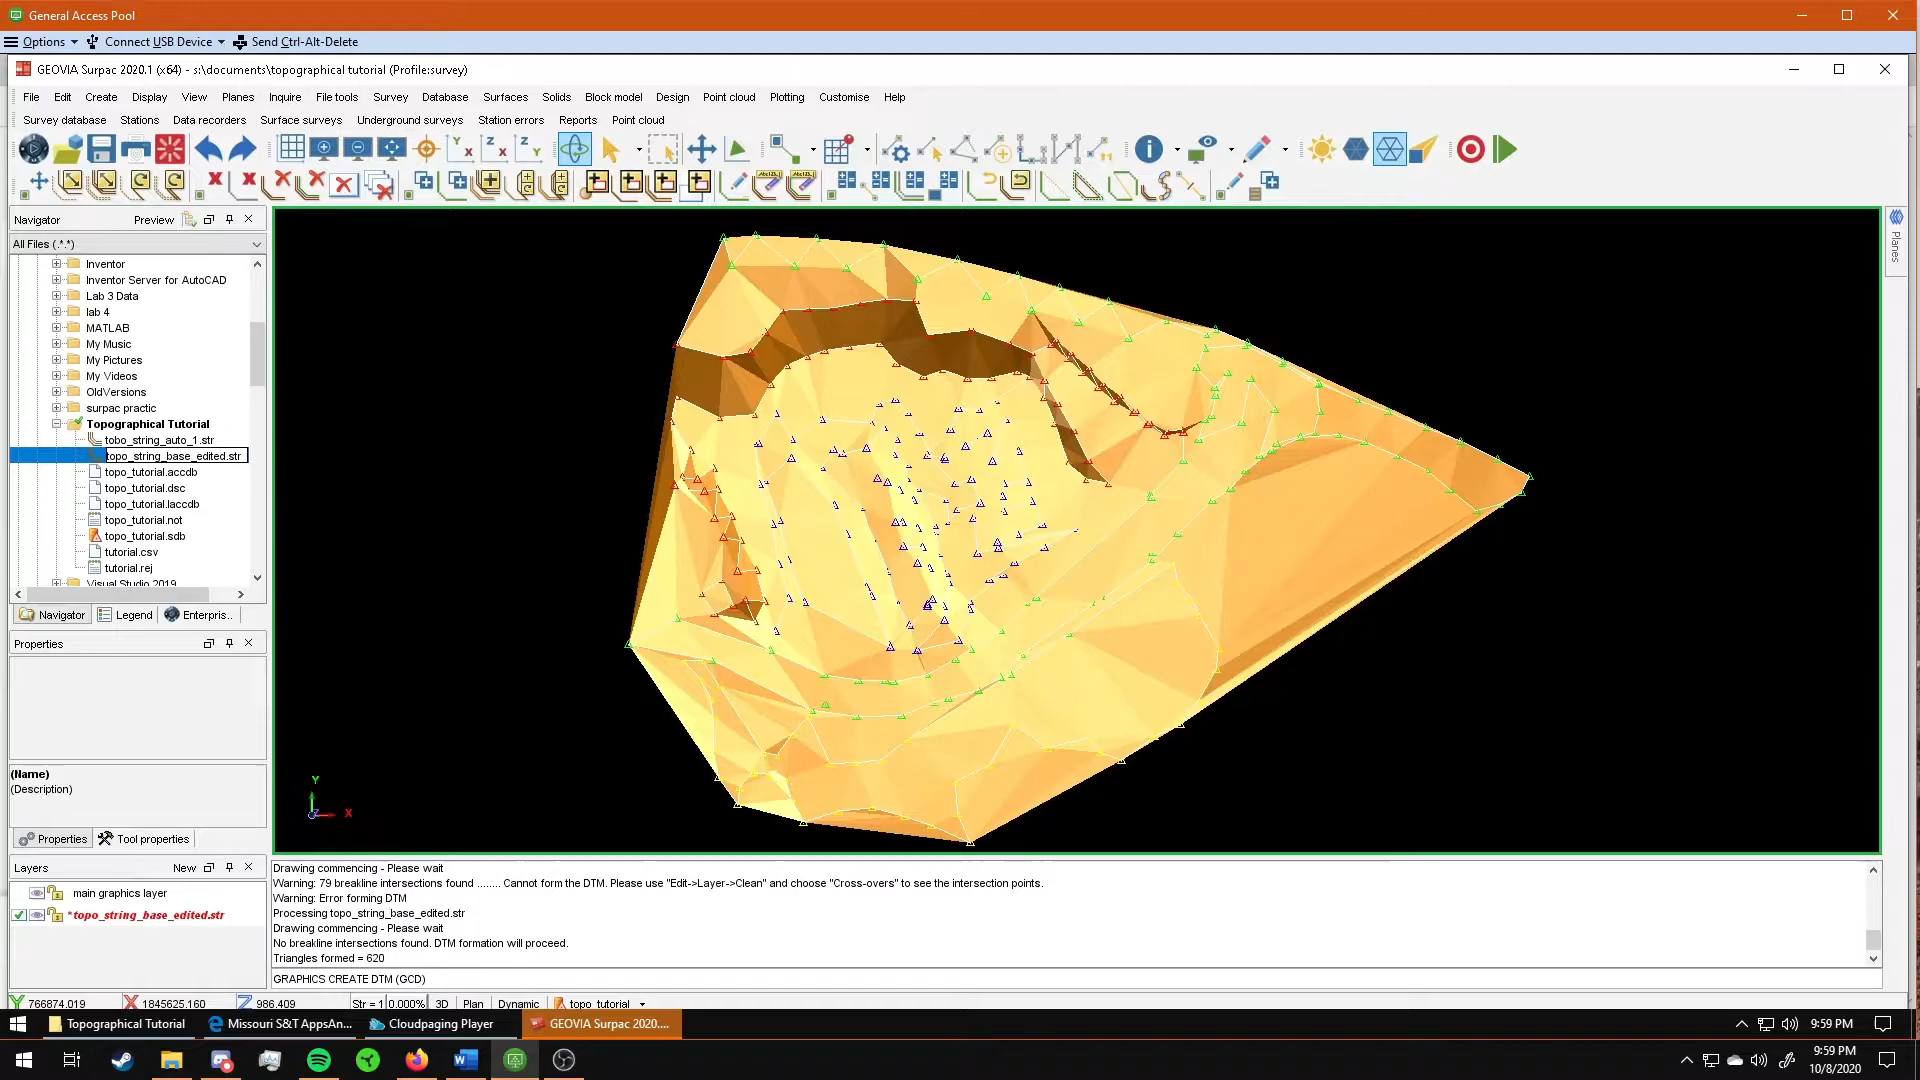 General Access Pool
Options Connect USB Device Send Ctrl-Alt-Delete
GEOVIA Surpac 2020.1 (x64) - s:\documents\topographical tutorial (Profile:survey)
File Edit Create Display View Planes Inquire File tools Survey Database Surfaces Solids Block model Design Point cloud Plotting Customise Help
Survey database Stations Data recorders Surface surveys Underground surveys Station errors Reports Point cloud
Navigator Preview
All Files (*.*)
Inventor
Inventor Server for AutoCAD
Lab 3 Data
lab 4
MATLAB
My Music
My Pictures
My Videos
OldVersions
surpac practic
Topographical Tutorial
tobo_string_auto_1.str
topo_string_base_edited.str
topo_tutorial.accdb
topo_tutorial.dsc
topo_tutorial.laccdb
topo_tutorial.not
topo_tutorial.sdb
tutorial.csv
tutorial.rej
Visual Studio 2019
Navigator Legend Enterpris..
Properties
(Name)
(Description)
Properties Tool properties
Layers New
main graphics layer
*topo_string_base_edited.str
Planes
Y
X
Z
Drawing commencing - Please wait
Warning: 79 breakline intersections found ........ Cannot form the DTM. Please use "Edit->Layer->Clean" and choose "Cross-overs" to see the intersection points.
Warning: Error forming DTM
Processing topo_string_base_edited.str
Drawing commencing - Please wait
No breakline intersections found. DTM formation will proceed.
Triangles formed = 620
GRAPHICS CREATE DTM (GCD)
Y 766874.019 X 1845625.160 Z 986.409 Str = 1 0.000% 3D Plan Dynamic topo_tutorial
Topographical Tutorial Missouri S&T AppsAn... Cloudpaging Player GEOVIA Surpac 2020.... 9:59 PM
9:59 PM
10/8/2020